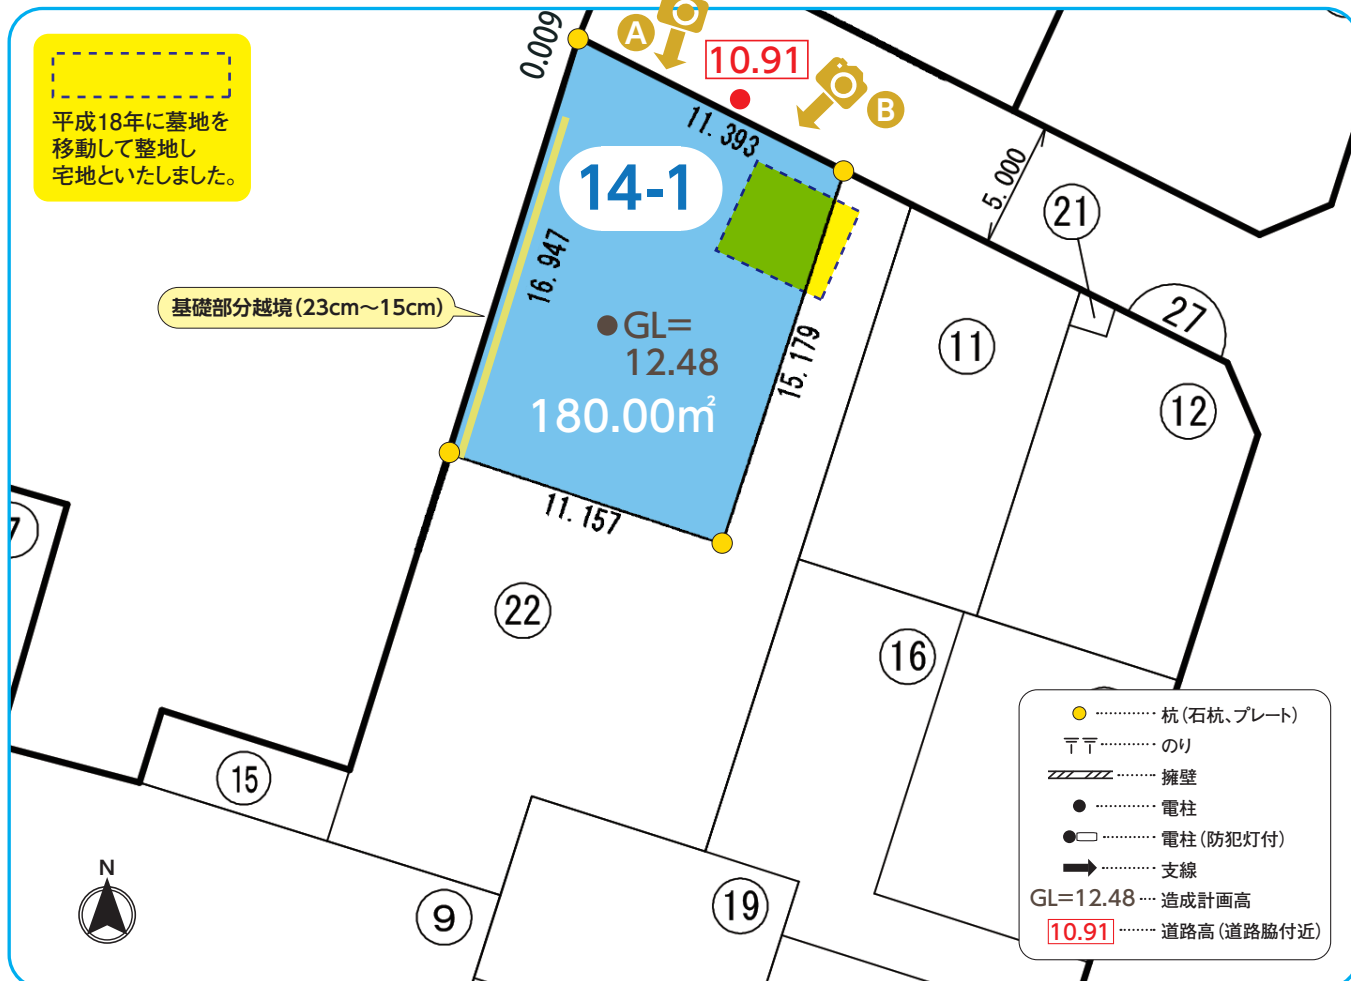 平成18年に墓地を
移動して整地し
宅地といたしました。
0.009
A
10.91
B
11.393
14-1
5.000
21
16.947
基礎部分越境(23cm～15cm)
27
GL=
12.48
15.179
11
180.00㎡
12
11.157
7
22
16
15
9
19
N
杭(石杭、プレート)
のり
擁壁
電柱
電柱(防犯灯付)
支線
GL=12.48 造成計画高
10.91 道路高(道路脇付近)